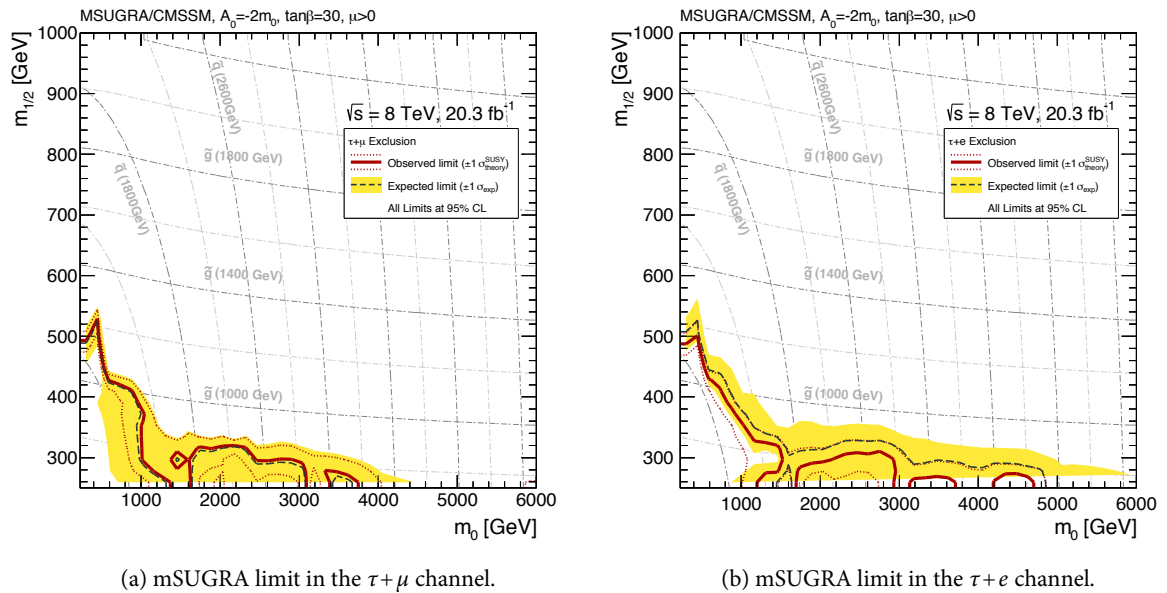 MSUGRA/CMSSM, A₀=-2m₀, tanβ=30, μ>0
m₁/₂ [GeV]
1000
900
800
700
600
500
400
300
q̃ (2600GeV)
q̃ (1800GeV)
g̃ (1800 GeV)
g̃ (1400 GeV)
g̃ (1000 GeV)
√s = 8 TeV, 20.3 fb⁻¹
τ+μ Exclusion
Observed limit (±1 σ^SUSY_theory)
Expected limit (±1 σ_exp)
All Limits at 95% CL
1000 2000 3000 4000 5000 6000
m₀ [GeV]
(a) mSUGRA limit in the τ+μ channel.
MSUGRA/CMSSM, A₀=-2m₀, tanβ=30, μ>0
m₁/₂ [GeV]
1000
900
800
700
600
500
400
300
q̃ (2600GeV)
q̃ (1800GeV)
g̃ (1800 GeV)
g̃ (1400 GeV)
g̃ (1000 GeV)
√s = 8 TeV, 20.3 fb⁻¹
τ+e Exclusion
Observed limit (±1 σ^SUSY_theory)
Expected limit (±1 σ_exp)
All Limits at 95% CL
1000 2000 3000 4000 5000 6000
m₀ [GeV]
(b) mSUGRA limit in the τ+e channel.